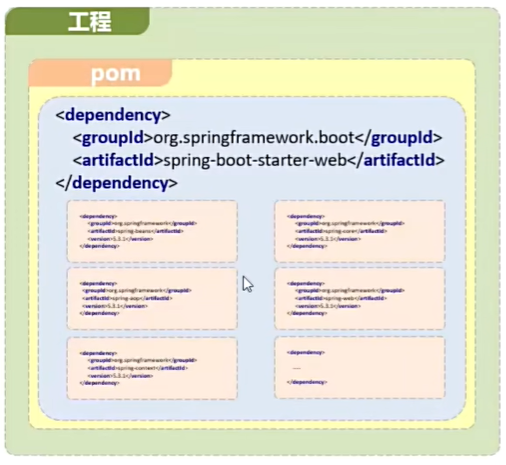 工程
pom
<dependency>
<groupId>org.springframework.boot</groupId>
<artifactId>spring-boot-starter-web</artifactId>
</dependency>
<dependency>
<groupId>org.springframework</groupId>
<artifactId>spring-beans</artifactId>
<version>5.3.1</version>
</dependency>
<dependency>
<groupId>org.springframework</groupId>
<artifactId>spring-core</artifactId>
<version>5.3.1</version>
</dependency>
<dependency>
<groupId>org.springframework</groupId>
<artifactId>spring-aop</artifactId>
<version>5.3.1</version>
</dependency>
<dependency>
<groupId>org.springframework</groupId>
<artifactId>spring-web</artifactId>
<version>5.3.1</version>
</dependency>
<dependency>
<groupId>org.springframework</groupId>
<artifactId>spring-context</artifactId>
<version>5.3.1</version>
</dependency>
<dependency>
......
</dependency>